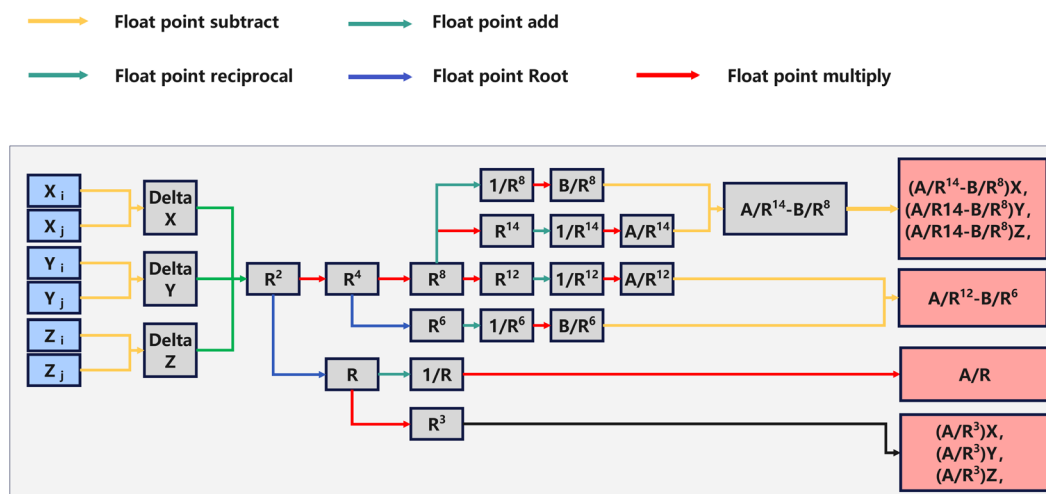 Float point subtract
Float point add
Float point reciprocal
Float point Root
Float point multiply
X i
X j
Y i
Y j
Z i
Z j
Delta
X
Delta
Y
Delta
Z
R²
R⁴
R⁸
R
1/R⁸
B/R⁸
R¹⁴
1/R¹⁴
A/R¹⁴
R¹²
1/R¹²
A/R¹²
R⁶
1/R⁶
B/R⁶
1/R
R³
A/R¹⁴-B/R⁸
(A/R¹⁴-B/R⁸)X,
(A/R14-B/R⁸)Y,
(A/R14-B/R⁸)Z,
A/R¹²-B/R⁶
A/R
(A/R³)X,
(A/R³)Y,
(A/R³)Z,